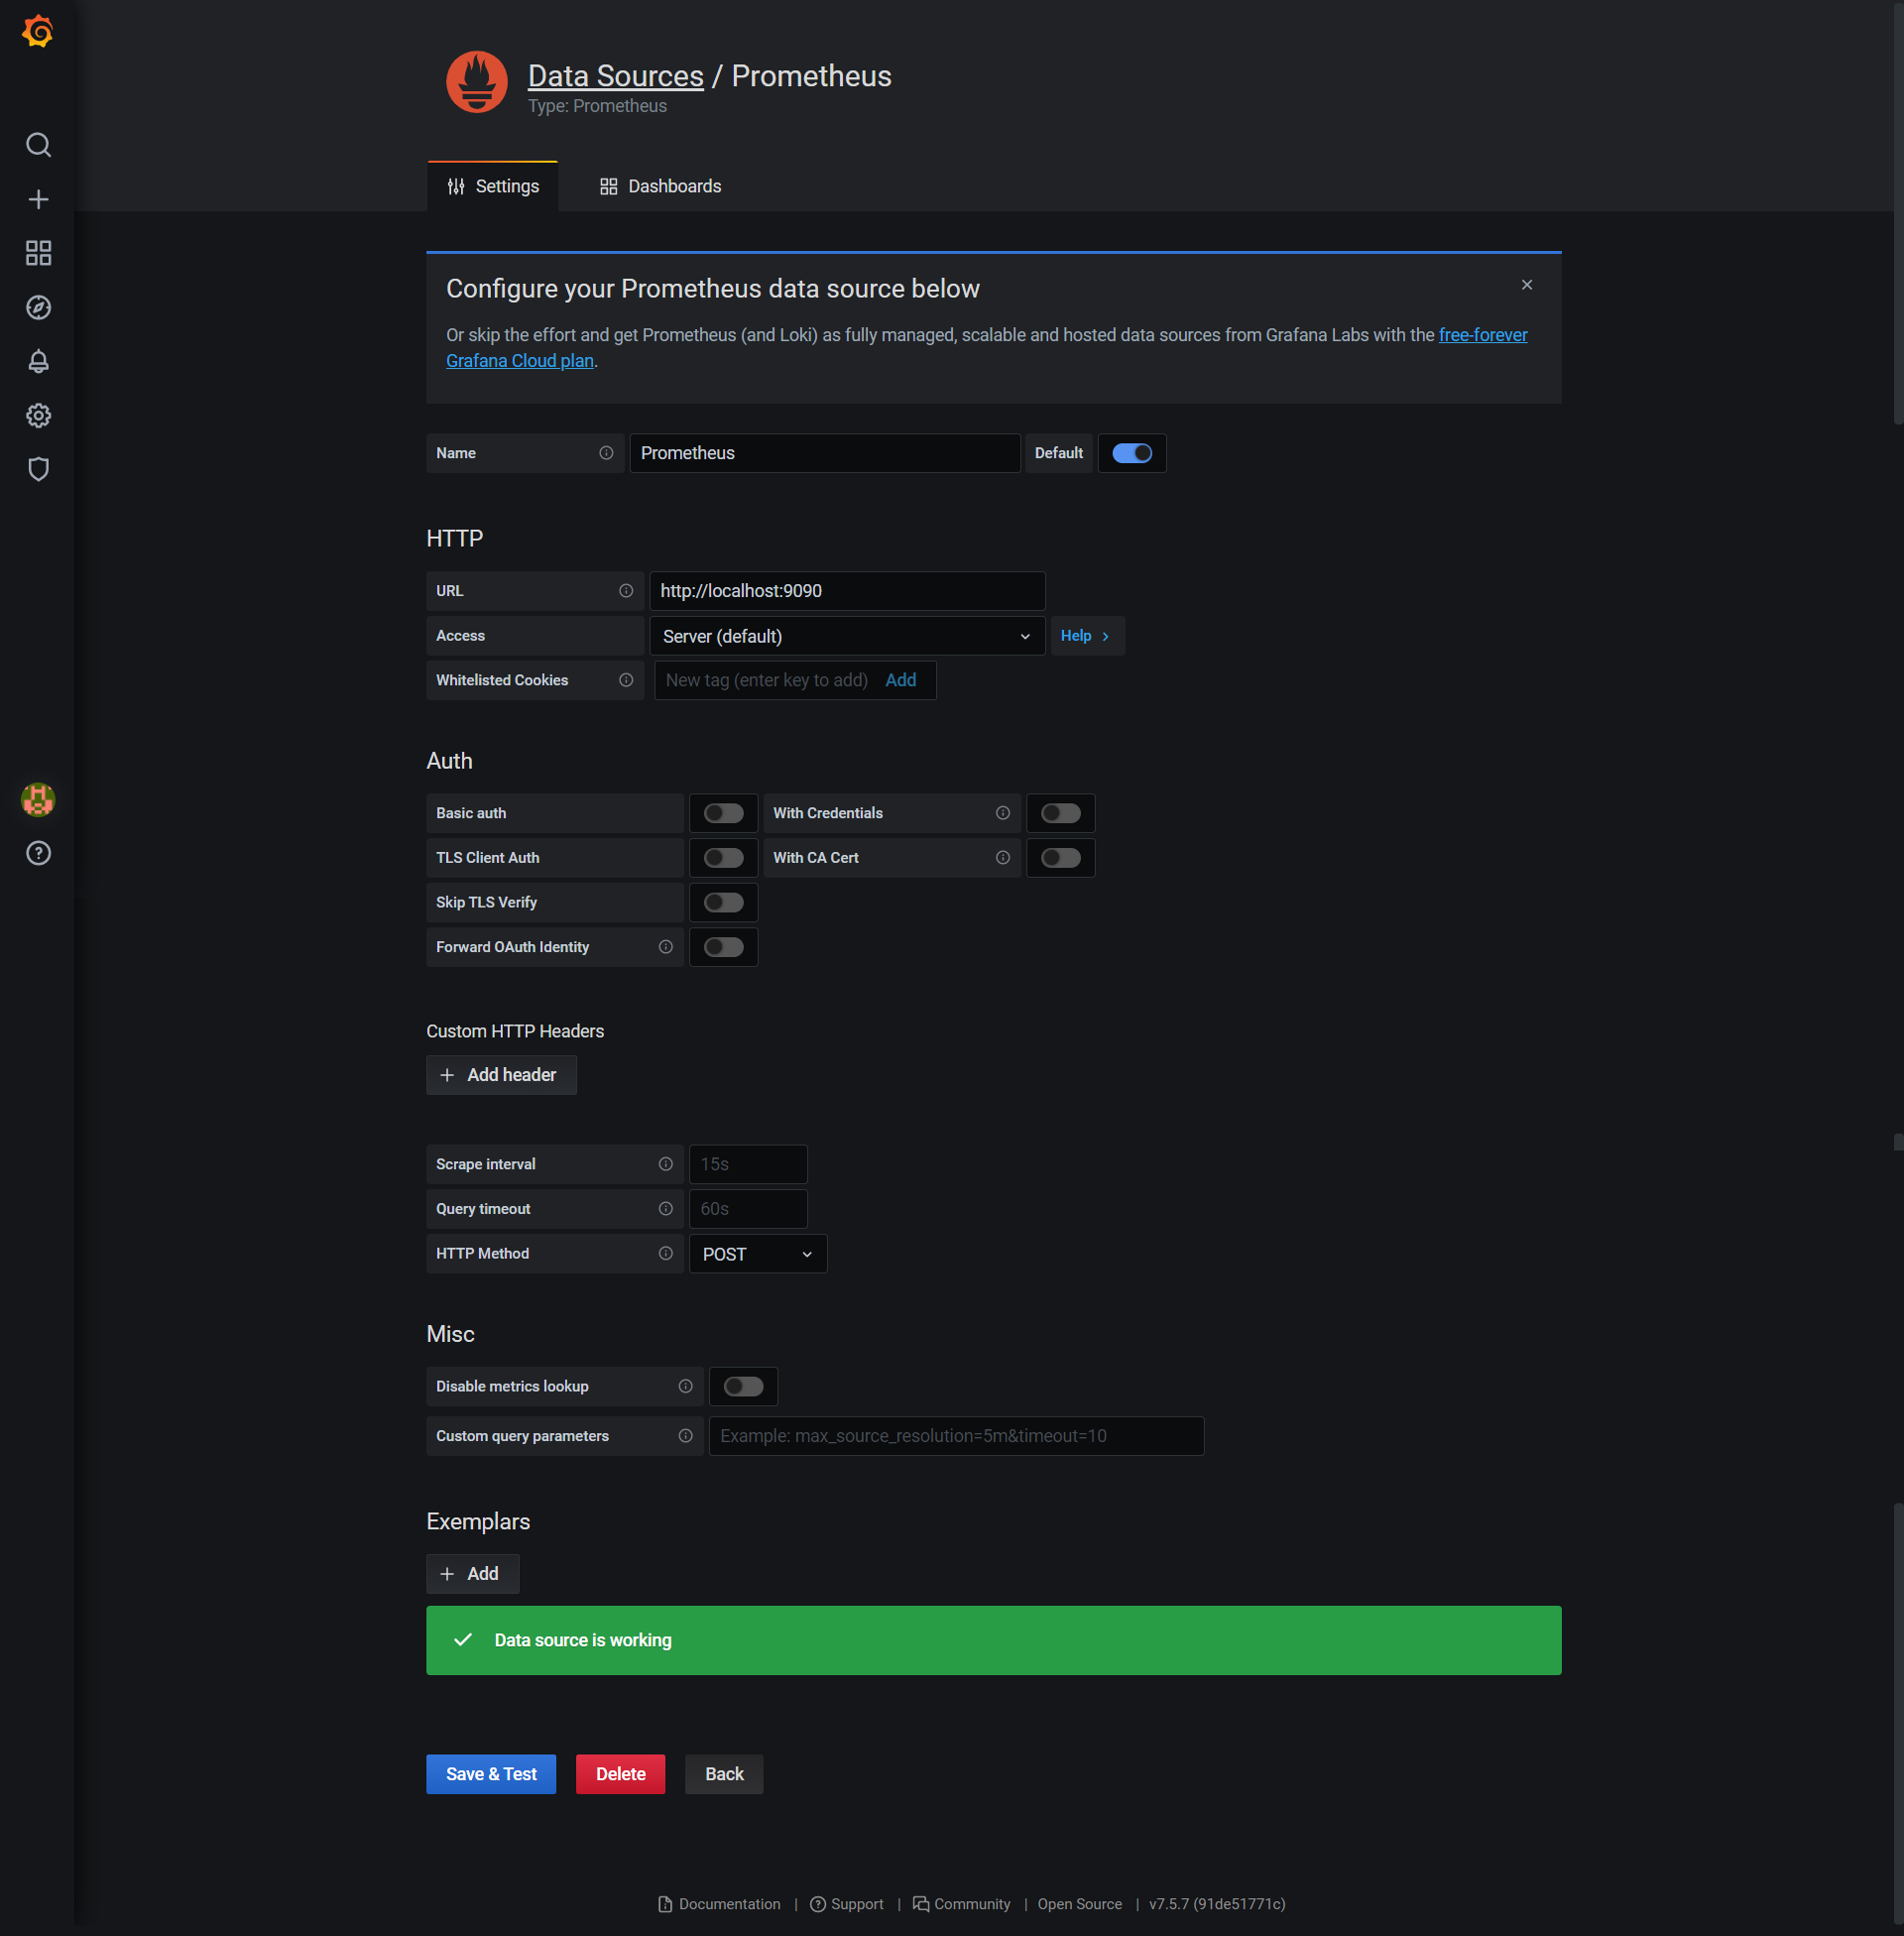 Data Sources / Prometheus
Type: Prometheus
Settings
Dashboards
Configure your Prometheus data source below
Or skip the effort and get Prometheus (and Loki) as fully managed, scalable and hosted data sources from Grafana Labs with the free-forever
Grafana Cloud plan.
Name Prometheus Default
HTTP
URL http://localhost:9090
Access Server (default) Help
Whitelisted Cookies New tag (enter key to add) Add
Auth
Basic auth With Credentials
TLS Client Auth With CA Cert
Skip TLS Verify
Forward OAuth Identity
Custom HTTP Headers
Add header
Scrape interval 15s
Query timeout 60s
HTTP Method POST
Misc
Disable metrics lookup
Custom query parameters Example: max_source_resolution=5m&timeout=10
Exemplars
Add
Data source is working
Save & Test Delete Back
Documentation | Support | Community | Open Source | v7.5.7 (91de51771c)